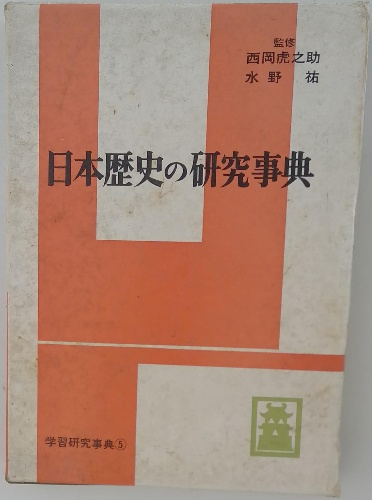 監修
西岡虎之助
水野 祐
日本歴史の研究事典
学習研究事典⑤